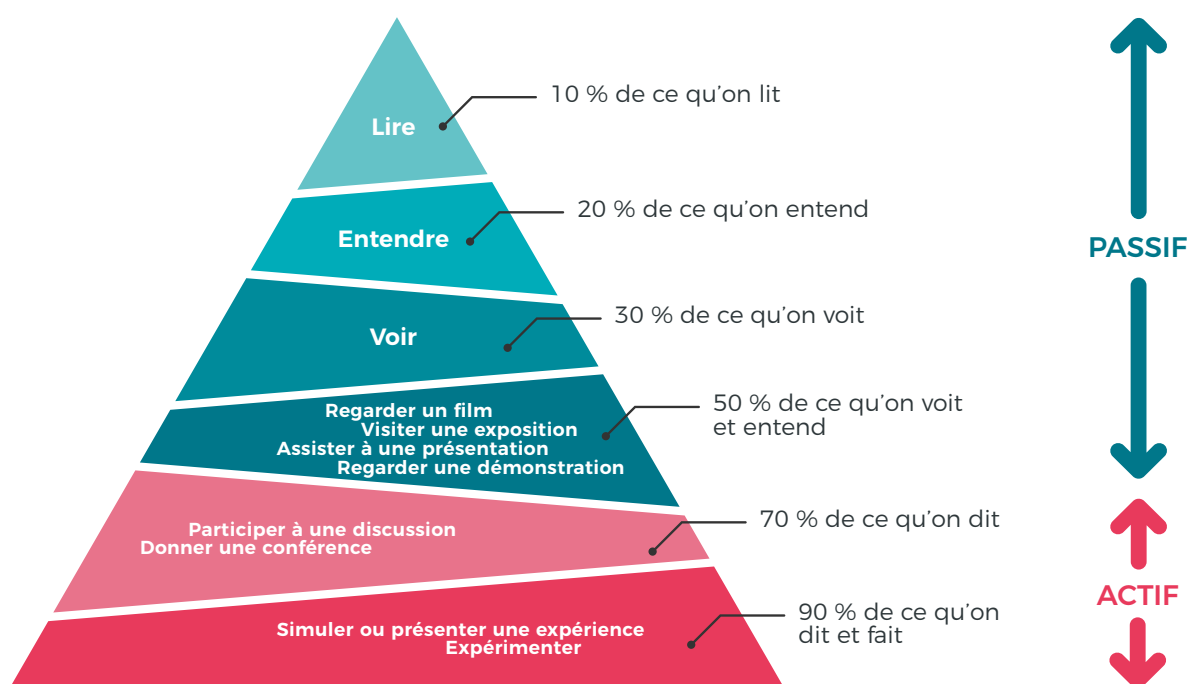 Lire
10 % de ce qu’on lit
Entendre
20 % de ce qu’on entend
PASSIF
Voir
30 % de ce qu’on voit
Regarder un film
Visiter une exposition
Assister à une présentation
Regarder une démonstration
50 % de ce qu’on voit
et entend
Participer à une discussion
Donner une conférence
70 % de ce qu’on dit
ACTIF
Simuler ou présenter une expérience
Expérimenter
90 % de ce qu’on
dit et fait